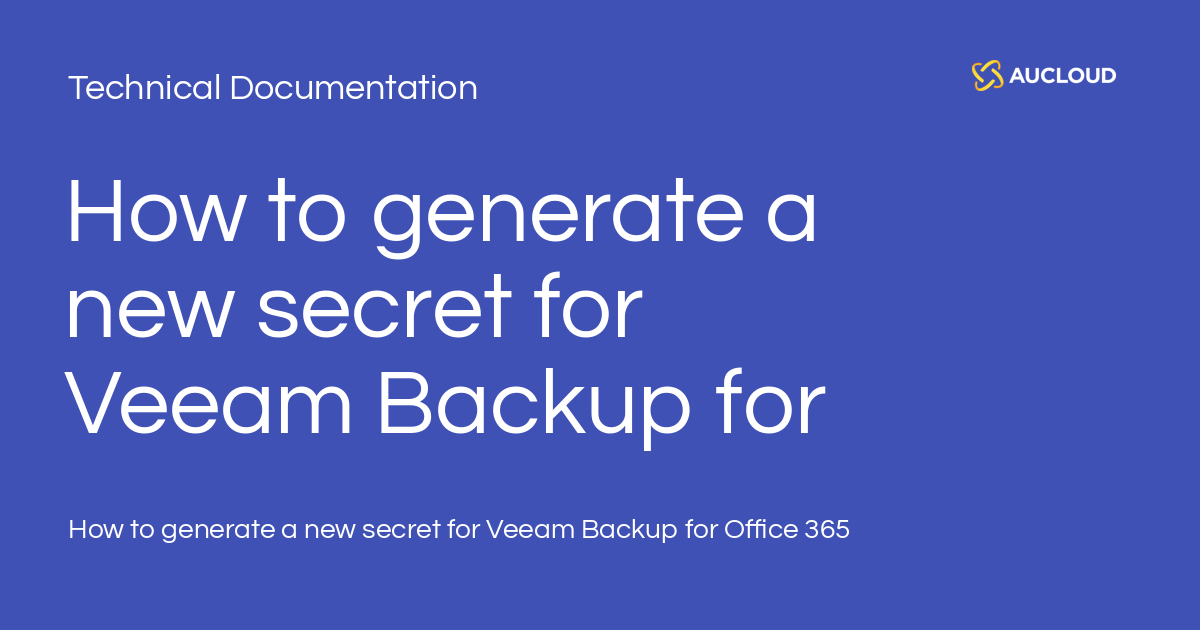 Technical Documentation
AUCLOUD
How to generate a
new secret for
Veeam Backup for
How to generate a new secret for Veeam Backup for Office 365